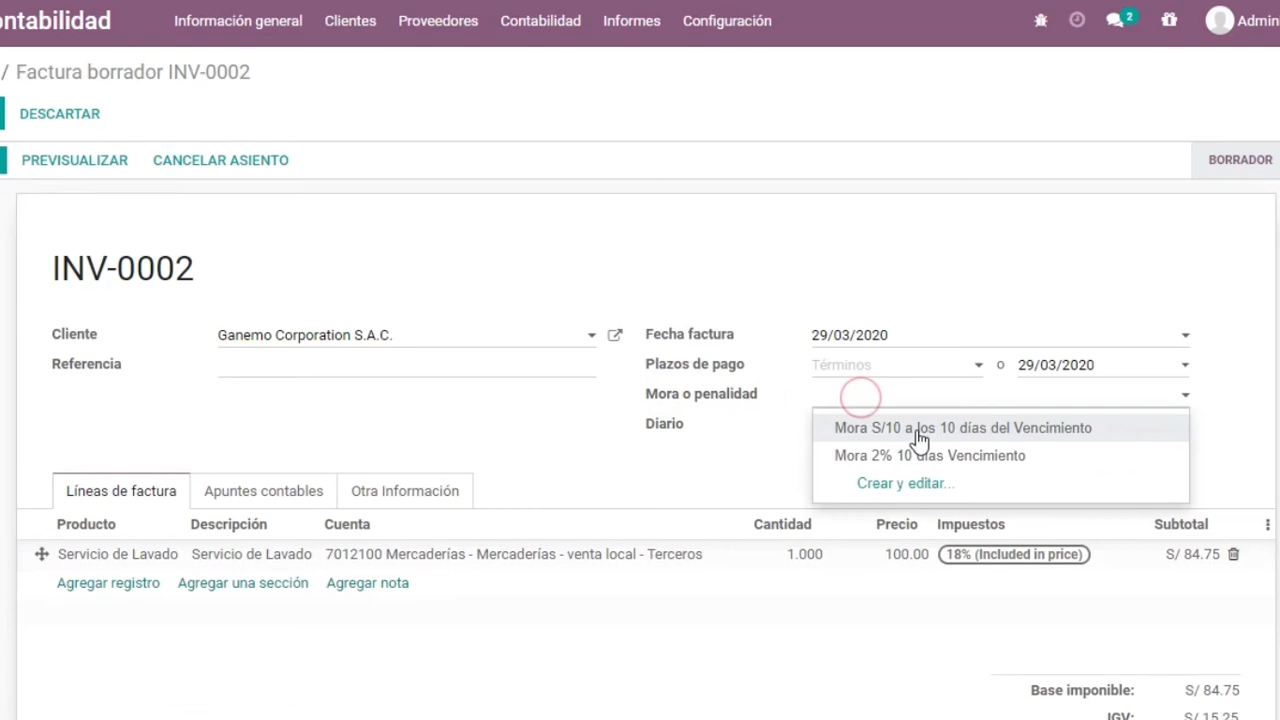 ontabilidad Información general Clientes Proveedores Contabilidad Informes Configuración 2 Admin
/ Factura borrador INV-0002
DESCARTAR
PREVISUALIZAR CANCELAR ASIENTO BORRADOR
INV-0002
Cliente Ganemo Corporation S.A.C. Fecha factura 29/03/2020
Referencia Plazos de pago Términos o 29/03/2020
Mora o penalidad
Diario Mora S/10 a los 10 días del Vencimiento
Mora 2% 10 días Vencimiento
Crear y editar...
Líneas de factura Apuntes contables Otra Información
Producto Descripción Cuenta Cantidad Precio Impuestos Subtotal
Servicio de Lavado Servicio de Lavado 7012100 Mercaderías - Mercaderías - venta local - Terceros 1.000 100.00 18% (Included in price) S/ 84.75
Agregar registro Agregar una sección Agregar nota
Base imponible: S/ 84.75
IGV: S/ 15.25